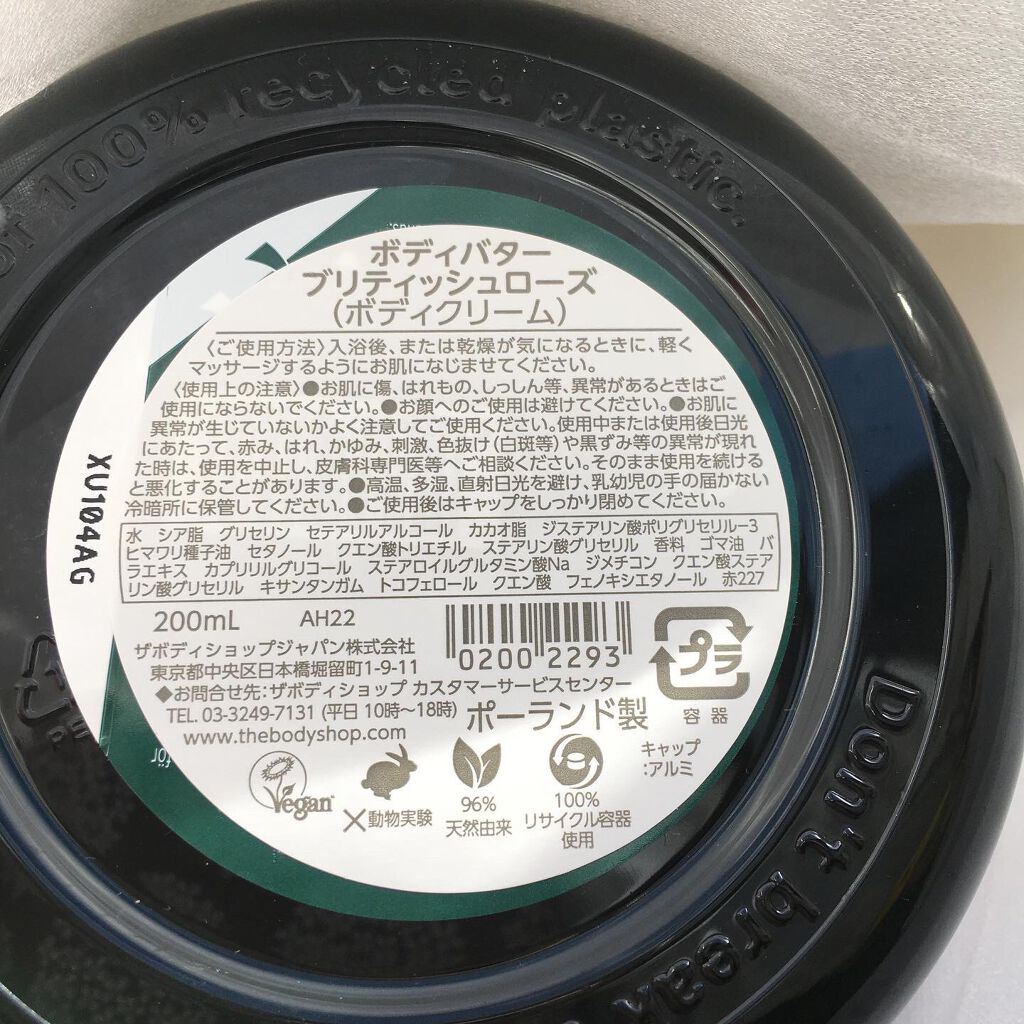 of 100% recycled plastic.
ボディバター
ブリティッシュローズ
(ボディクリーム)
〈ご使用方法〉入浴後、または乾燥が気になるときに、軽く
マッサージするようにお肌になじませてください。
〈使用上の注意〉●お肌に傷、はれもの、しっしん等、異常があるときはご
使用にならないでください。●お顔へのご使用は避けてください。●お肌に
異常が生じていないかよく注意してご使用ください。使用中または使用後日光
にあたって、赤み、はれ、かゆみ、刺激、色抜け(白斑等)や黒ずみ等の異常が現れ
た時は、使用を中止し、皮膚科専門医等へご相談ください。そのまま使用を続ける
と悪化することがあります。●高温、多湿、直射日光を避け、乳幼児の手の届かない
冷暗所に保管してください。●ご使用後はキャップをしっかり閉めてください。
水 シア脂 グリセリン セテアリルアルコール カカオ脂 ジステアリン酸ポリグリセリル-3
ヒマワリ種子油 セタノール クエン酸トリエチル ステアリン酸グリセリル 香料 ゴマ油 バ
ラエキス カプリリルグリコール ステアロイルグルタミン酸Na ジメチコン クエン酸ステア
リン酸グリセリル キサンタンガム トコフェロール クエン酸 フェノキシエタノール 赤227
XU104AG
200mL AH22
0200 2293
ザボディショップジャパン株式会社
東京都中央区日本橋堀留町1-9-11
◆お問合せ先:ザボディショップ カスタマーサービスセンター
TEL. 03-3249-7131 (平日 10時~18時)
ポーランド製
www.thebodyshop.com
プラ
容器
キャップ
:アルミ
Vegan
×動物実験
96%
天然由来
100%
リサイクル容器
使用
für
Don't break